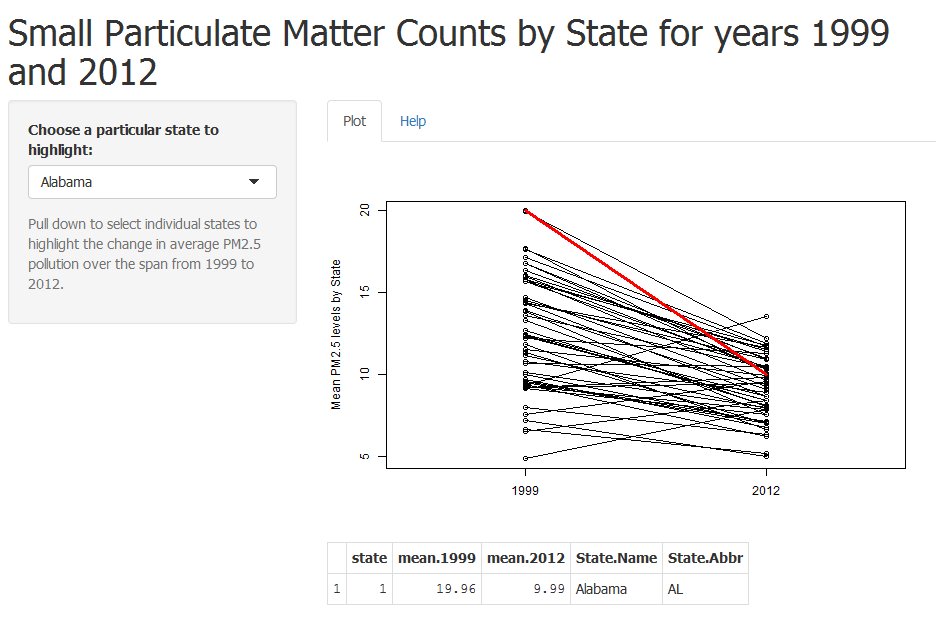 Small Particulate Matter Counts by State for years 1999
and 2012
Choose a particular state to
highlight:
Alabama
Pull down to select individual states to
highlight the change in average PM2.5
pollution over the span from 1999 to
2012.
Plot Help
Mean PM2.5 levels by State
20
15
10
5
1999 2012
state mean.1999 mean.2012 State.Name State.Abbr
1 1 19.96 9.99 Alabama AL